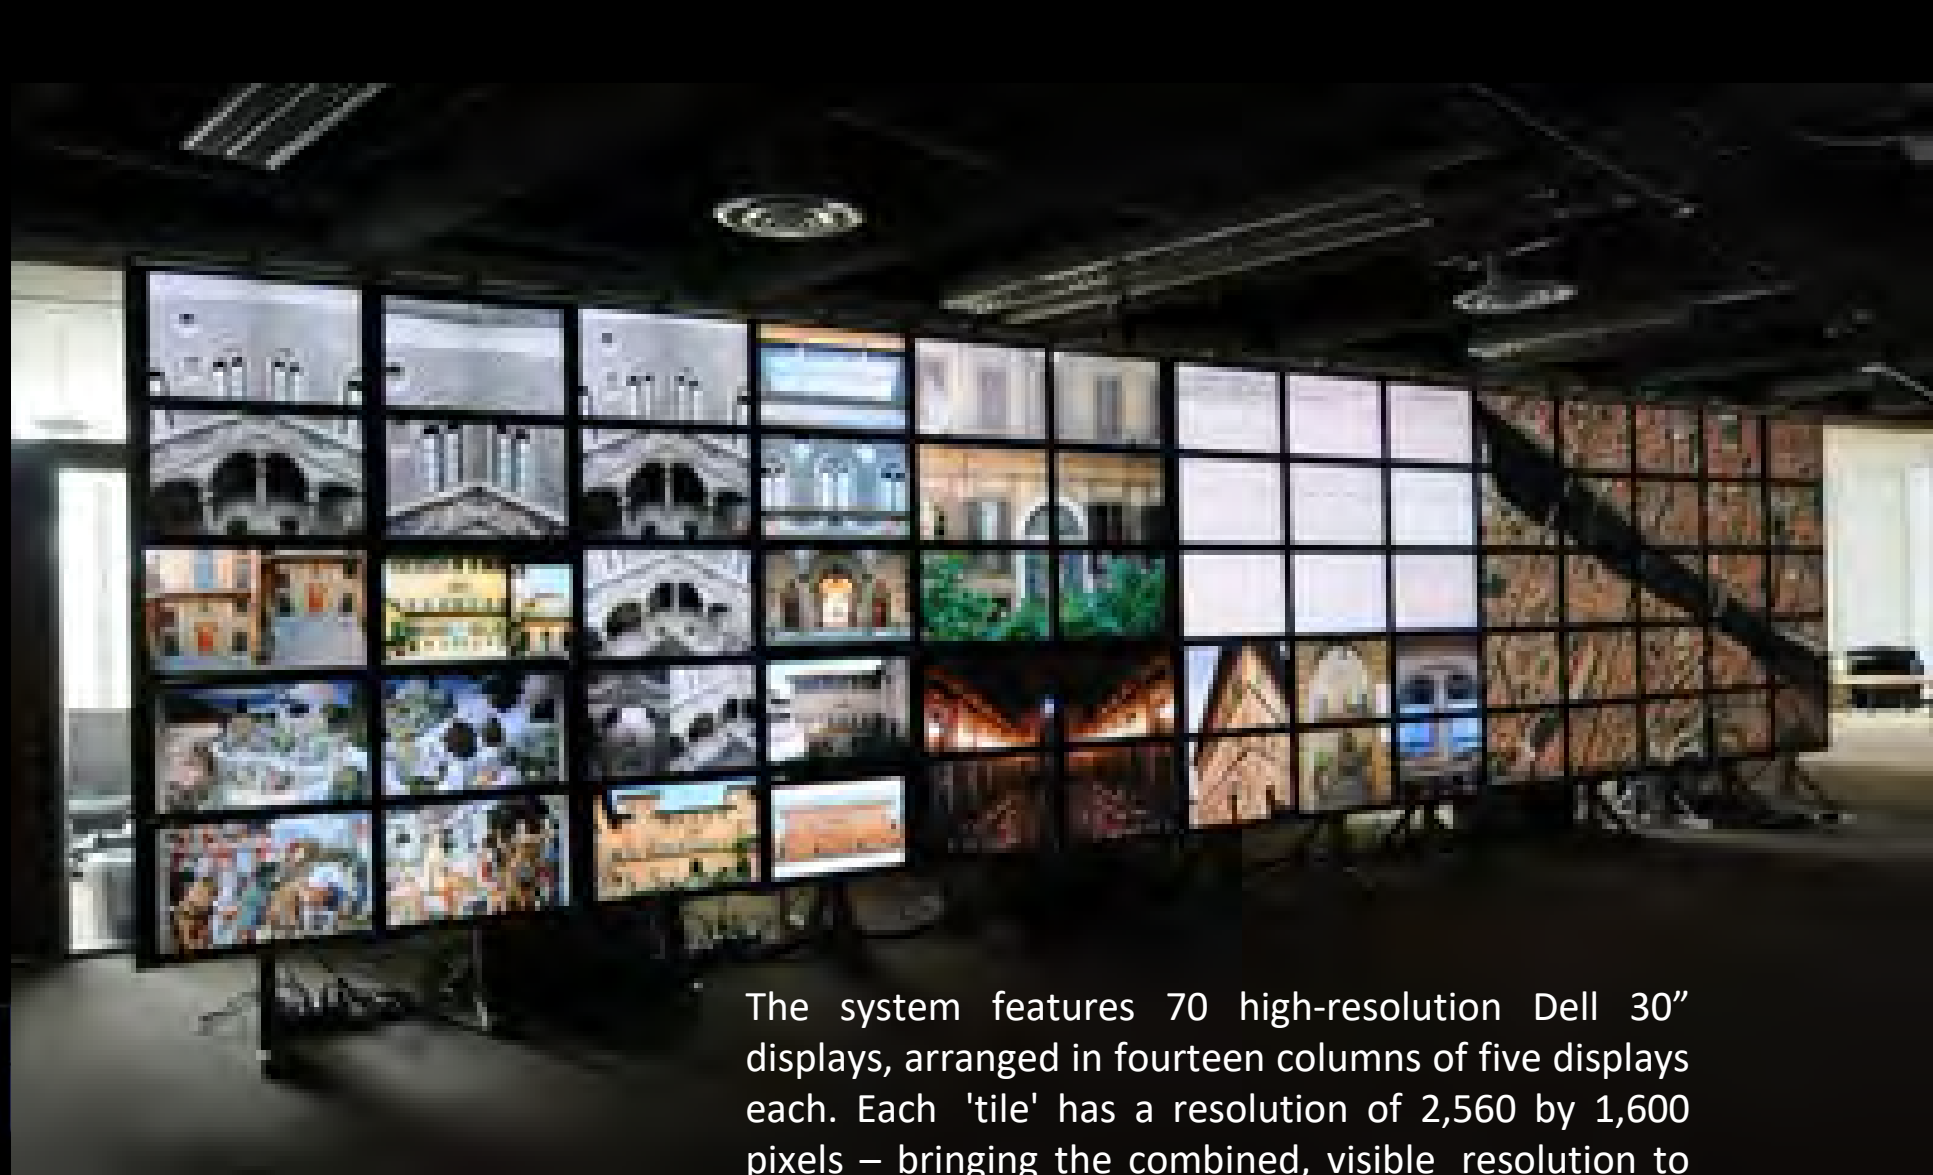 The system features 70 high-resolution Dell 30”
displays, arranged in fourteen columns of five displays
each. Each 'tile' has a resolution of 2,560 by 1,600
pixels – bringing the combined, visible resolution to